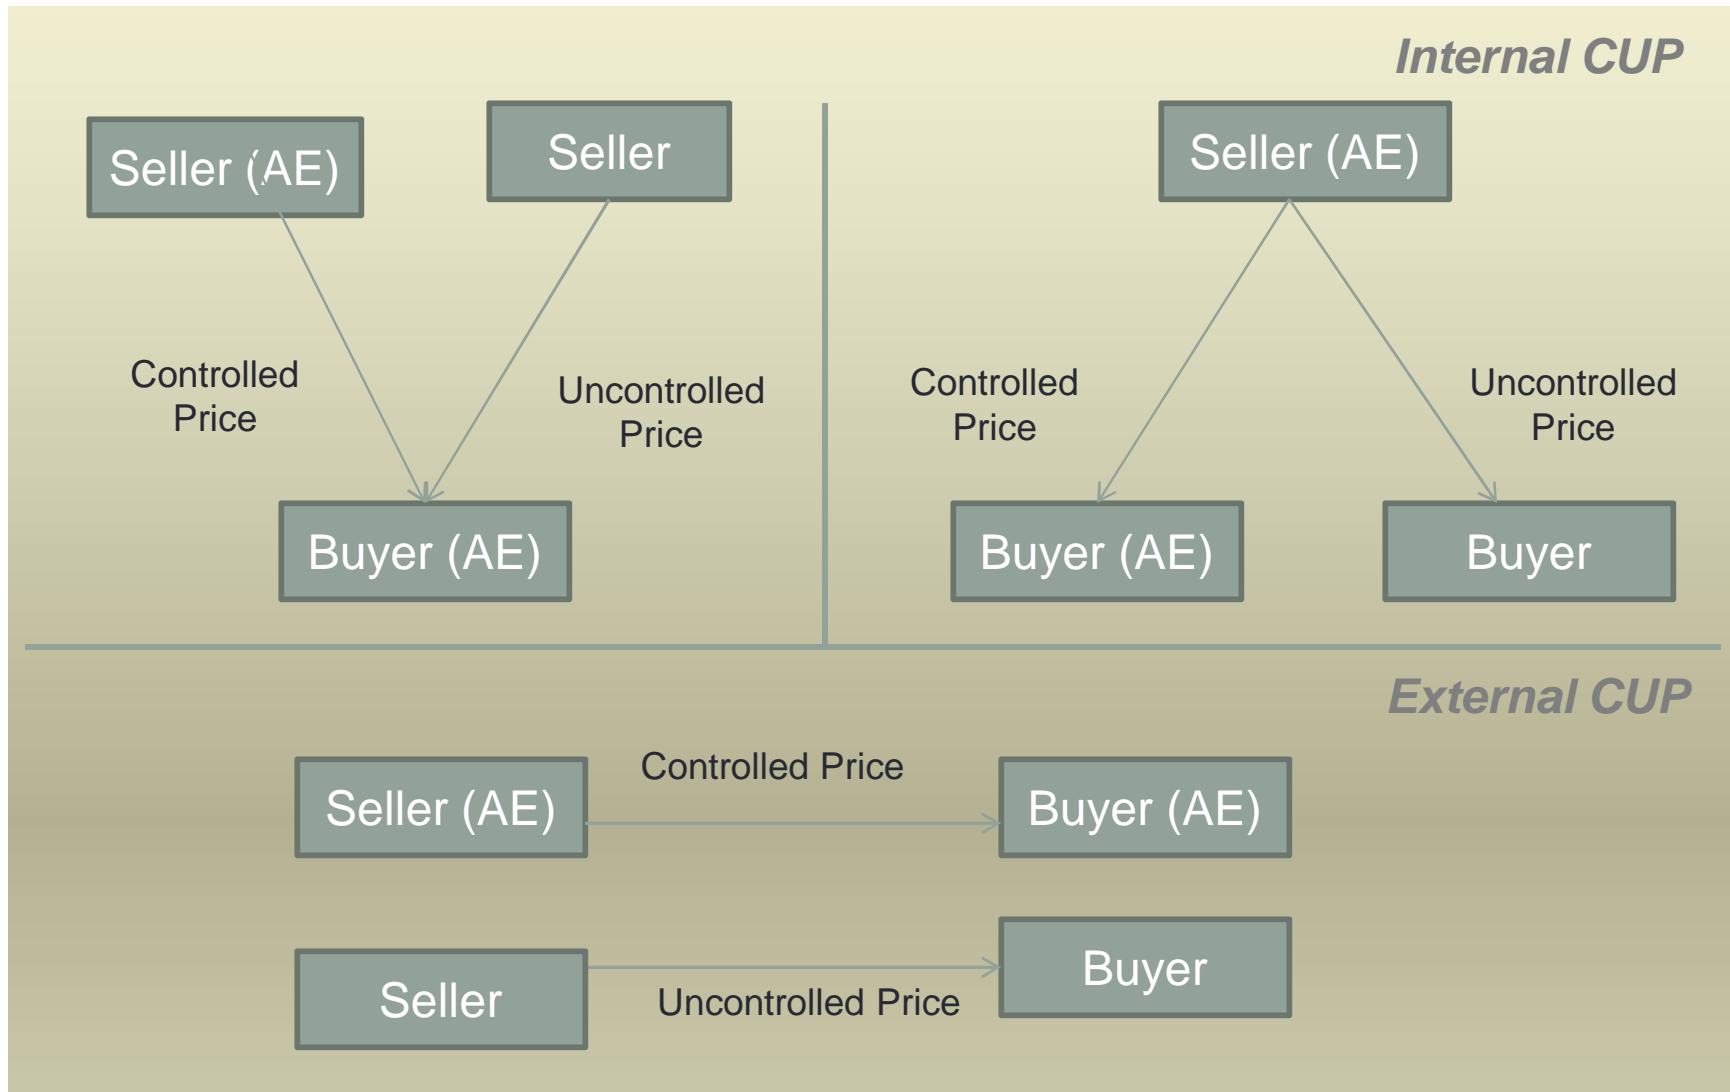 Internal CUP
Seller (AE)
Seller
Controlled
Price
Uncontrolled
Price
Buyer (AE)
Seller (AE)
Controlled
Price
Uncontrolled
Price
Buyer (AE)
Buyer
External CUP
Seller (AE)
Controlled Price
Buyer (AE)
Seller
Uncontrolled Price
Buyer